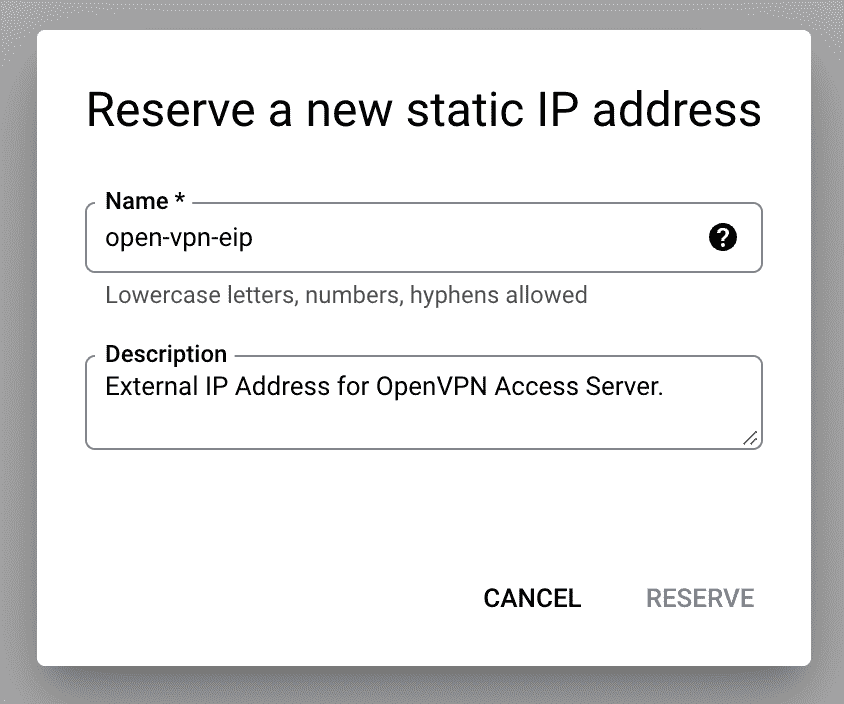 Reserve a new static IP address
Name *
open-vpn-eip
Lowercase letters, numbers, hyphens allowed
Description
External IP Address for OpenVPN Access Server.
CANCEL RESERVE